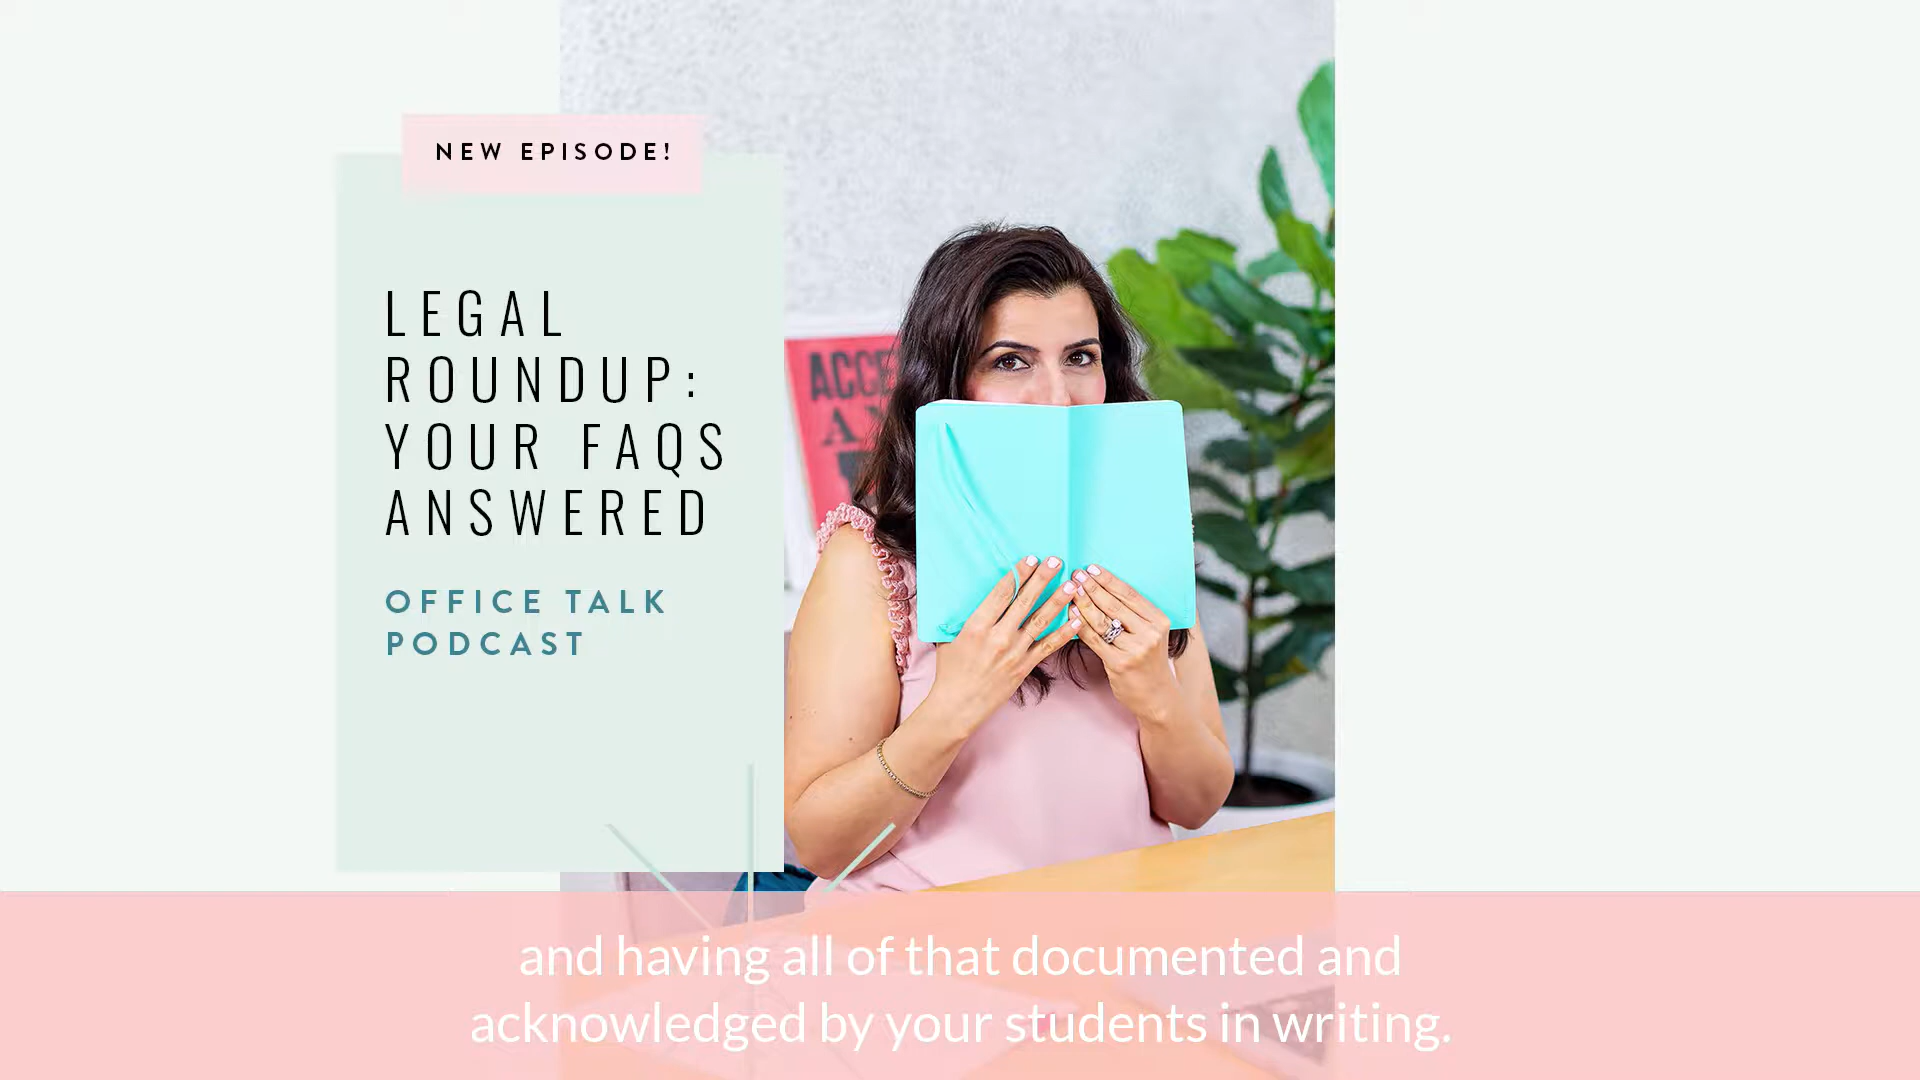 NEW EPISODE!
LEGAL
ROUNDUP:
YOUR FAQS
ANSWERED
OFFICE TALK
PODCAST
and having all of that documented and
acknowledged by your students in writing.